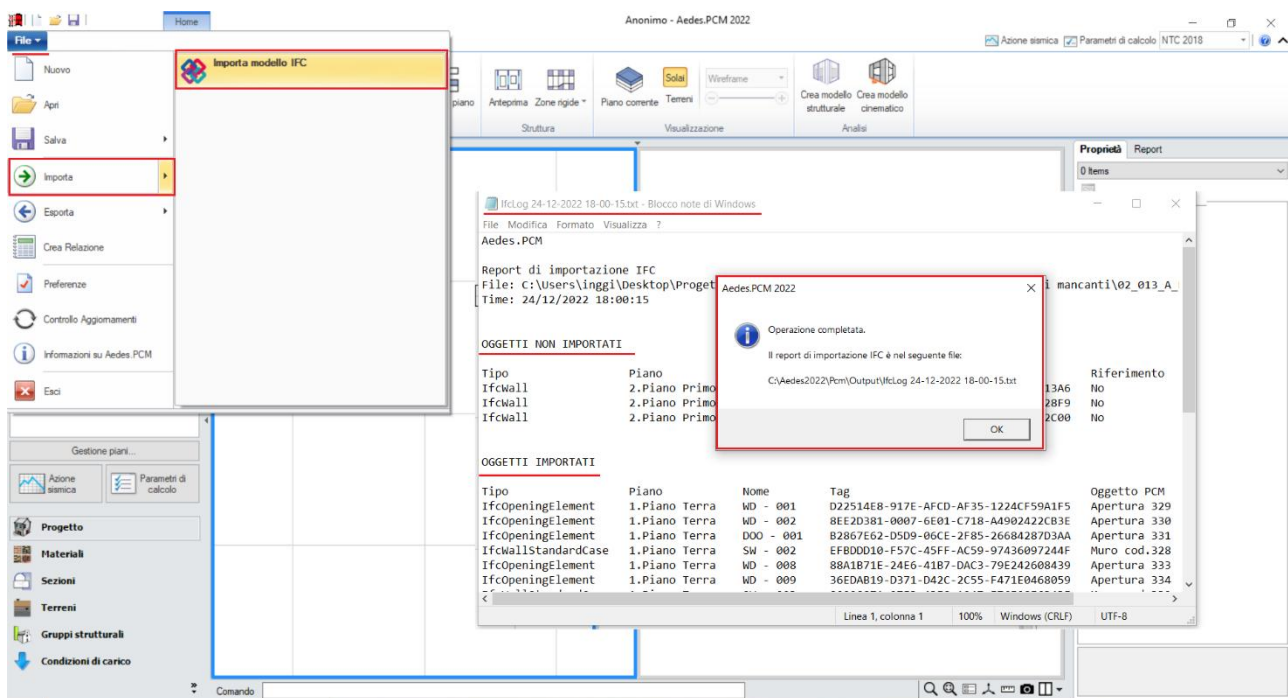 Home
Anonimo - Aedes.PCM 2022
File
Azione sismica Parametri di calcolo NTC 2018
Nuovo
Apri
Salva
Importa
Esporta
Crea Relazione
Preferenze
Controllo Aggiornamenti
Informazioni su Aedes.PCM
Esci
Importa modello IFC
piano
Anteprima Zone rigide
Struttura
Piano corrente
Solai
Terreni
Wireframe
Visualizzazione
Crea modello strutturale
Crea modello cinematico
Analisi
Proprietà Report
0 Items
IfcLog 24-12-2022 18-00-15.txt - Blocco note di Windows
File Modifica Formato Visualizza ?
Aedes.PCM
Report di importazione IFC
File: C:\Users\inggi\Desktop\Proget i mancanti\02_013_A_
Time: 24/12/2022 18:00:15
OGGETTI NON IMPORTATI
Tipo Piano Riferimento
IfcWall 2.Piano Primo 13A6 No
IfcWall 2.Piano Primo 28F9 No
IfcWall 2.Piano Primo 2C00 No
OGGETTI IMPORTATI
Tipo Piano Nome Tag Oggetto PCM
IfcOpeningElement 1.Piano Terra WD - 001 D22514E8-917E-AFCD-AF35-1224CF59A1F5 Apertura 329
IfcOpeningElement 1.Piano Terra WD - 002 8EE2D381-0007-6E01-C718-A4902422CB3E Apertura 330
IfcOpeningElement 1.Piano Terra DOO - 001 B2867E62-D5D9-06CE-2F85-26684287D3AA Apertura 331
IfcWallStandardCase 1.Piano Terra SW - 002 EFBDDD10-F57C-45FF-AC59-97436097244F Muro cod.328
IfcOpeningElement 1.Piano Terra WD - 008 88A1B71E-24E6-41B7-DAC3-79E242608439 Apertura 333
IfcOpeningElement 1.Piano Terra WD - 009 36EDAB19-D371-D42C-2C55-F471E0468059 Apertura 334
Linea 1, colonna 1 100% Windows (CRLF) UTF-8
Aedes.PCM 2022
Operazione completata.
Il report di importazione IFC è nel seguente file:
C:\Aedes2022\Pcm\Output\IfcLog 24-12-2022 18-00-15.txt
OK
Gestione piani...
Azione sismica
Parametri di calcolo
Progetto
Materiali
Sezioni
Terreni
Gruppi strutturali
Condizioni di carico
Comando